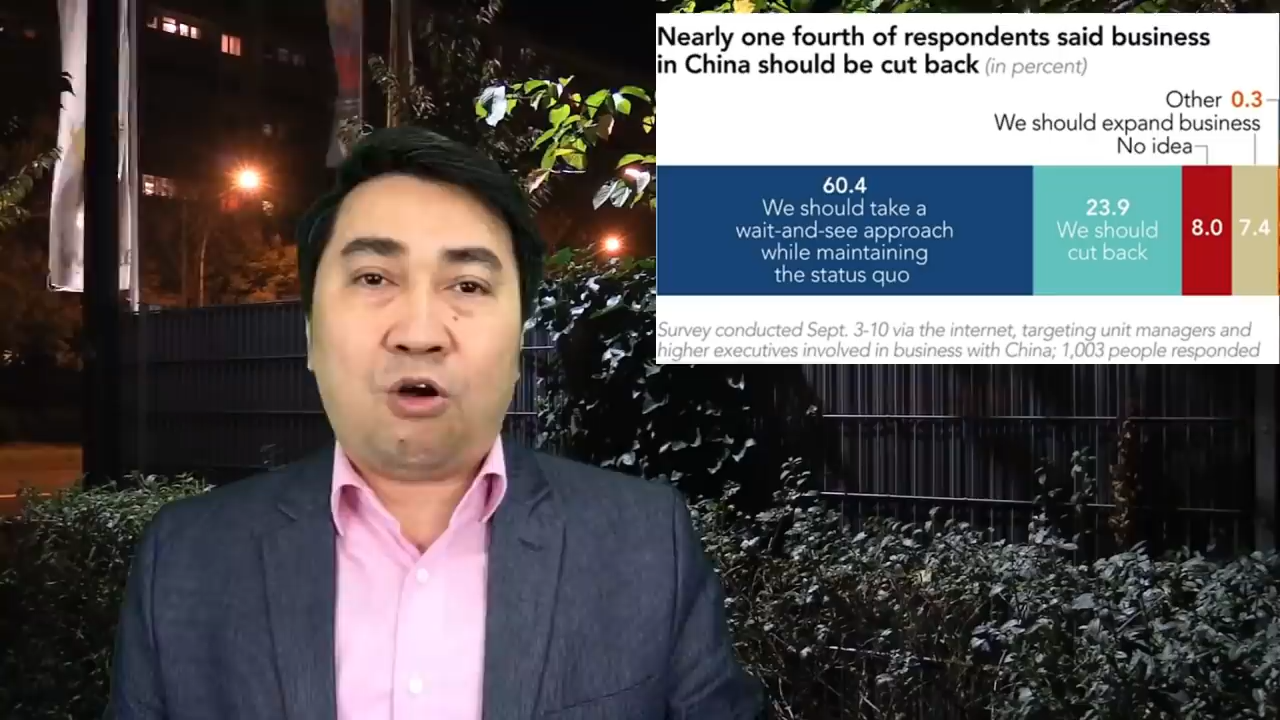 Nearly one fourth of respondents said business
in China should be cut back (in percent)
Other 0.3
We should expand business
No idea
60.4
We should take a
wait-and-see approach
while maintaining
the status quo
23.9
We should
cut back
8.0
7.4
Survey conducted Sept. 3-10 via the internet, targeting unit managers and
higher executives involved in business with China; 1,003 people responded